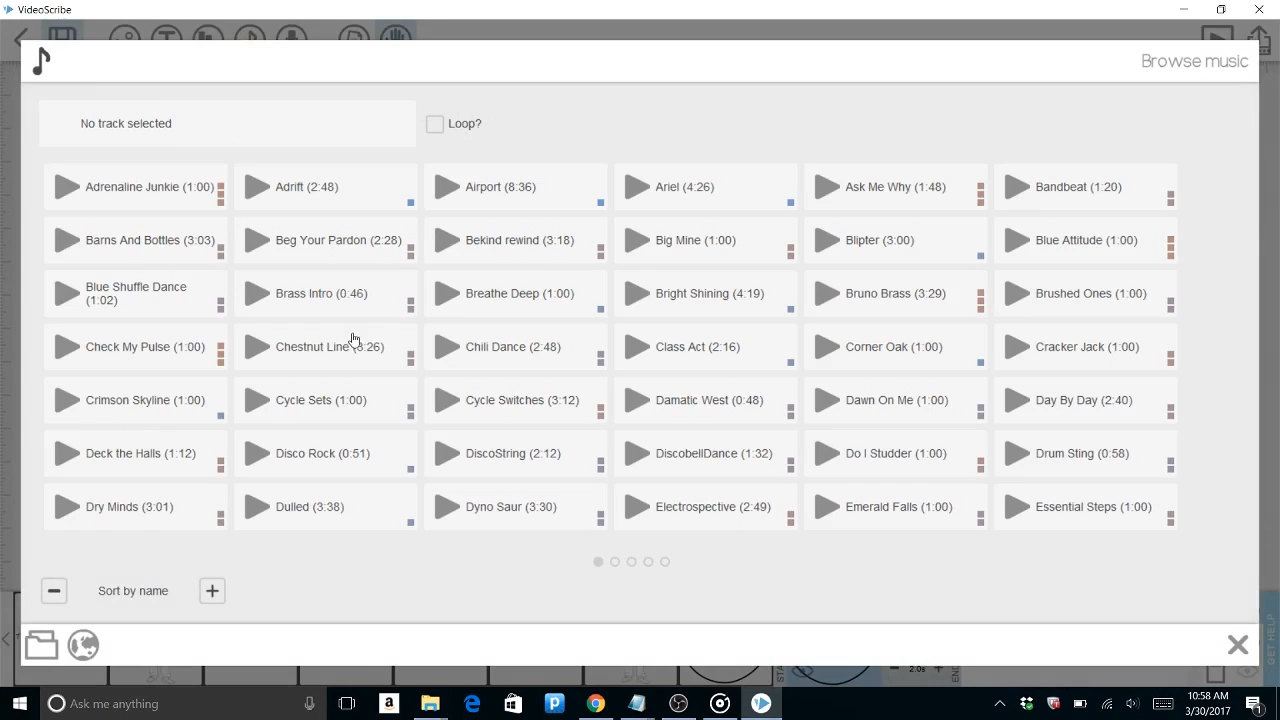 VideoScribe
Browse music
No track selected
Loop?
Adrenaline Junkie (1:00)
Adrift (2:48)
Airport (8:36)
Ariel (4:26)
Ask Me Why (1:48)
Bandbeat (1:20)
Barns And Bottles (3:03)
Beg Your Pardon (2:28)
Bekind rewind (3:18)
Big Mine (1:00)
Blipter (3:00)
Blue Attitude (1:00)
Blue Shuffle Dance
(1:02)
Brass Intro (0:46)
Breathe Deep (1:00)
Bright Shining (4:19)
Bruno Brass (3:29)
Brushed Ones (1:00)
Check My Pulse (1:00)
Chestnut Line (3:26)
Chili Dance (2:48)
Class Act (2:16)
Corner Oak (1:00)
Cracker Jack (1:00)
Crimson Skyline (1:00)
Cycle Sets (1:00)
Cycle Switches (3:12)
Damatic West (0:48)
Dawn On Me (1:00)
Day By Day (2:40)
Deck the Halls (1:12)
Disco Rock (0:51)
DiscoString (2:12)
DiscobellDance (1:32)
Do I Studder (1:00)
Drum Sting (0:58)
Dry Minds (3:01)
Dulled (3:38)
Dyno Saur (3:30)
Electrospective (2:49)
Emerald Falls (1:00)
Essential Steps (1:00)
Sort by name
GET HELP
2.0s
Ask me anything
10:58 AM
3/30/2017